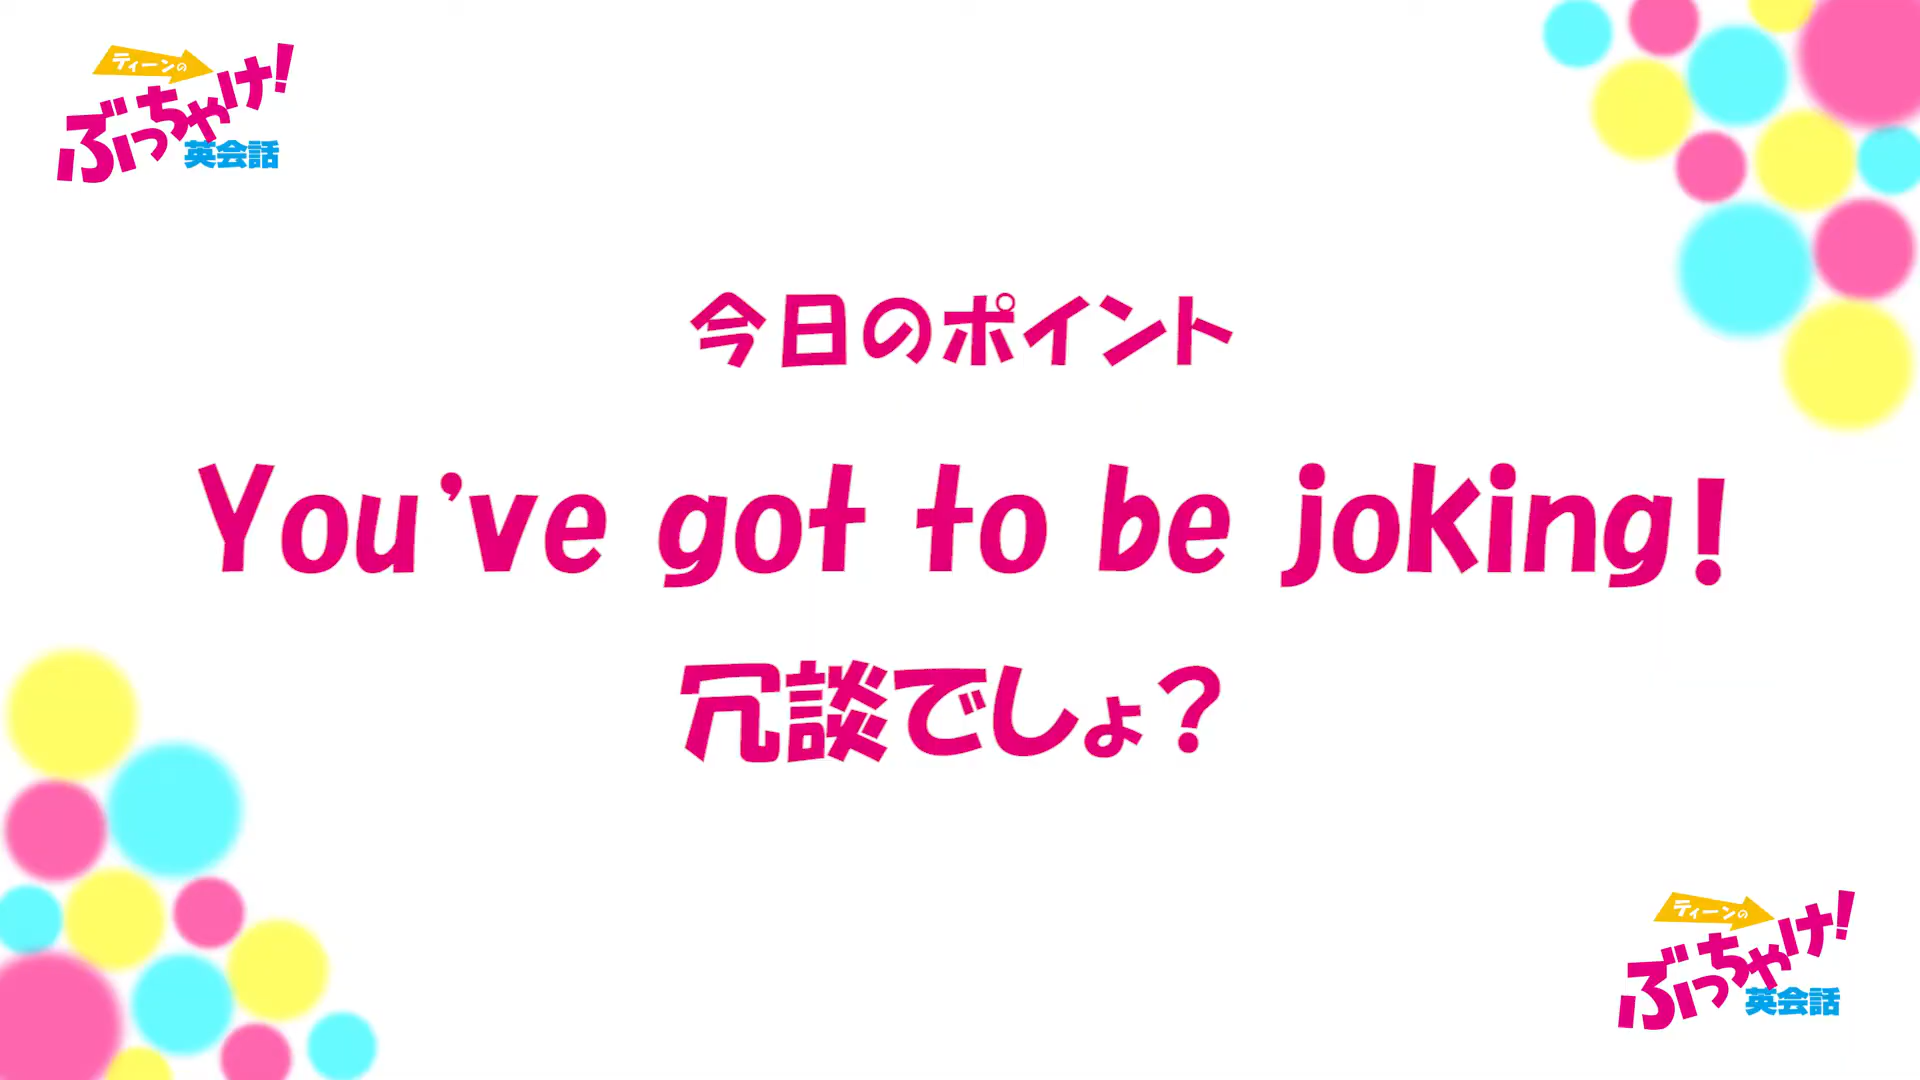 ティーンの
ぶっちゃけ!
英会話
今日のポイント
You've got to be joking!
冗談でしょ?
ティーンの
ぶっちゃけ!
英会話